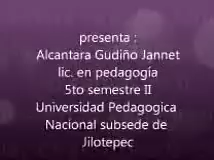 presenta :
Alcantara Gudiño Jannet
lic. en pedagogía
5to semestre II
Universidad Pedagogica
Nacional subsede de
Jilotepec